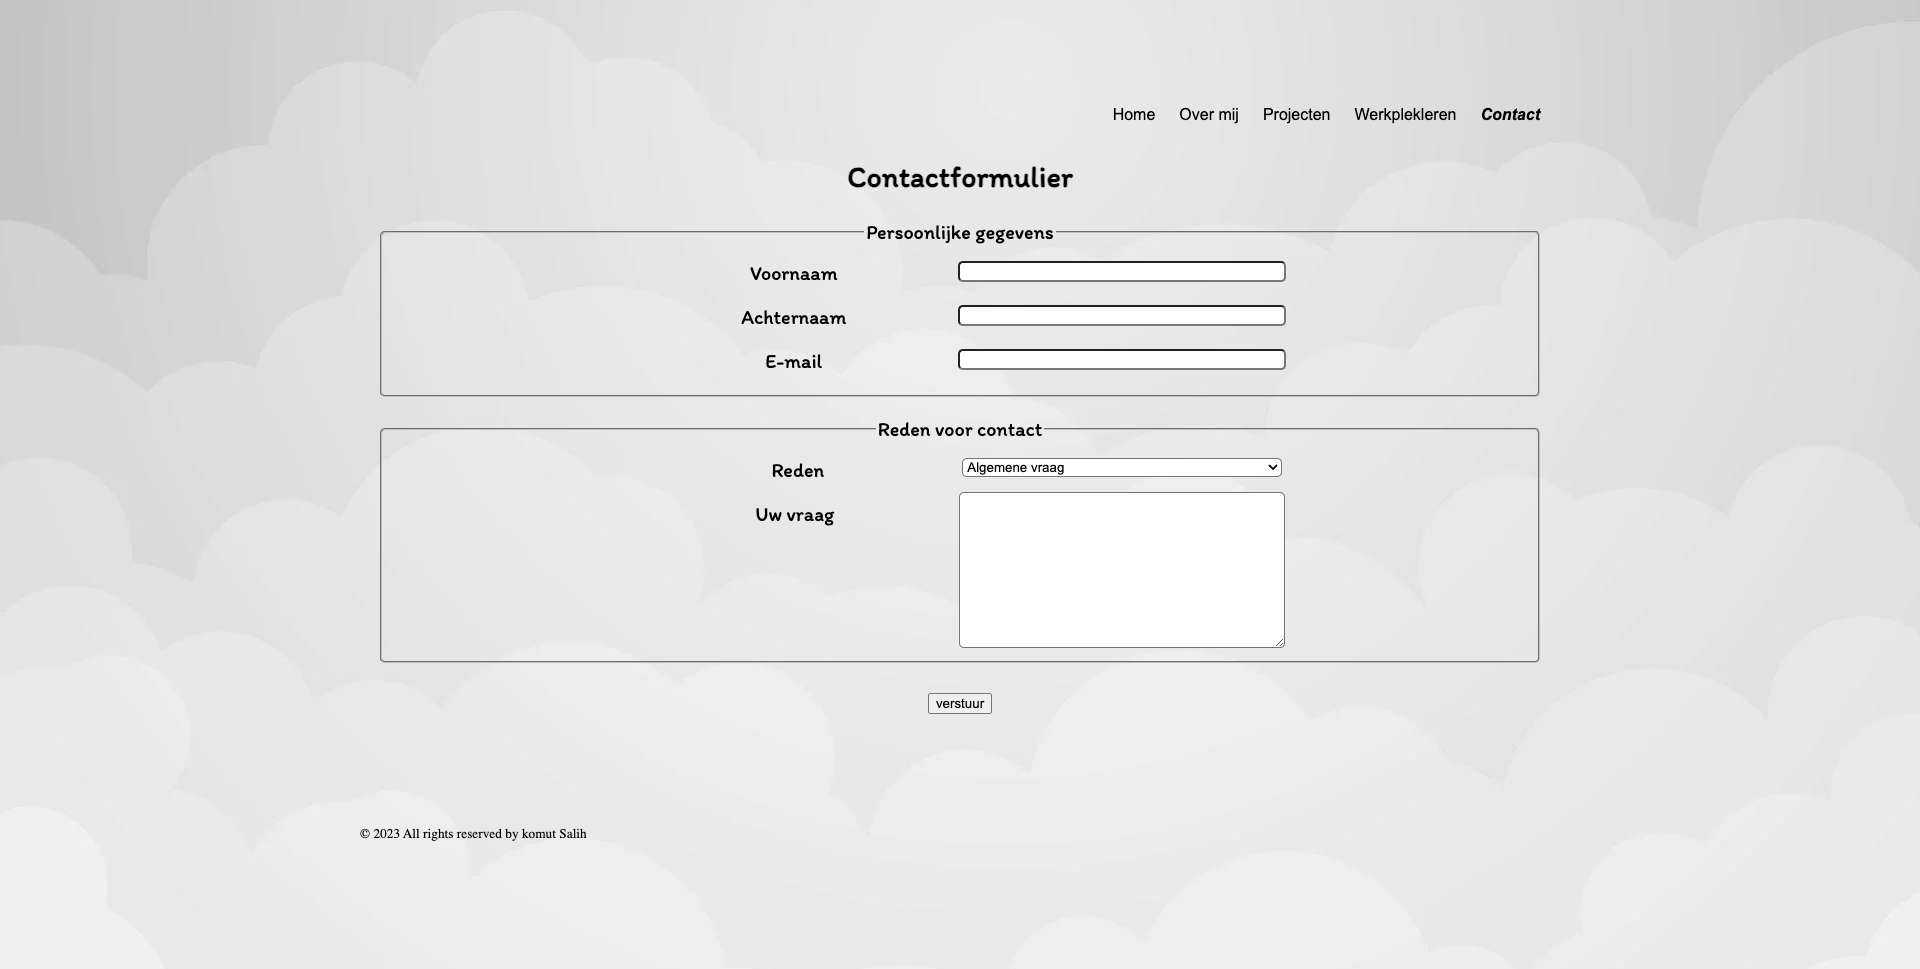 Home Over mij Projecten Werkplekleren Contact
Contactformulier
Persoonlijke gegevens
Voornaam
Achternaam
E-mail
Reden voor contact
Reden Algemene vraag
Uw vraag
verstuur
© 2023 All rights reserved by komut Salih